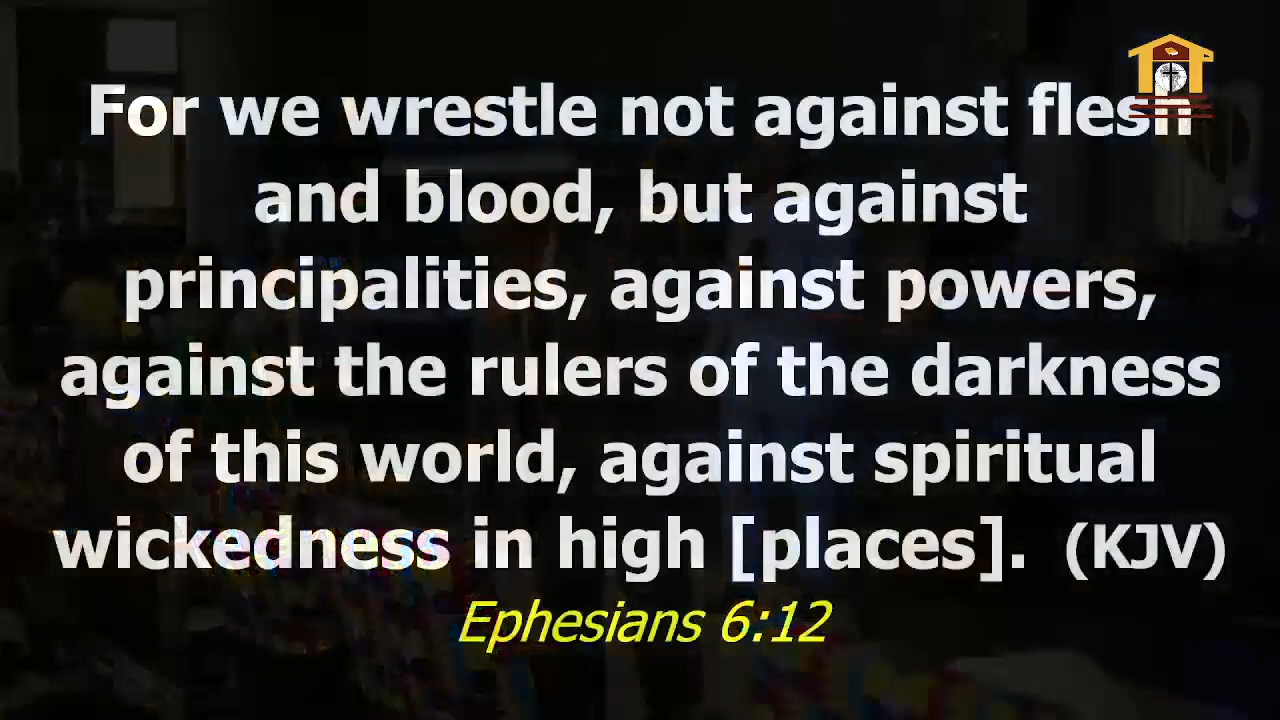 For we wrestle not against flesh
and blood, but against
principalities, against powers,
against the rulers of the darkness
of this world, against spiritual
wickedness in high [places].  (KJV)
Ephesians 6:12